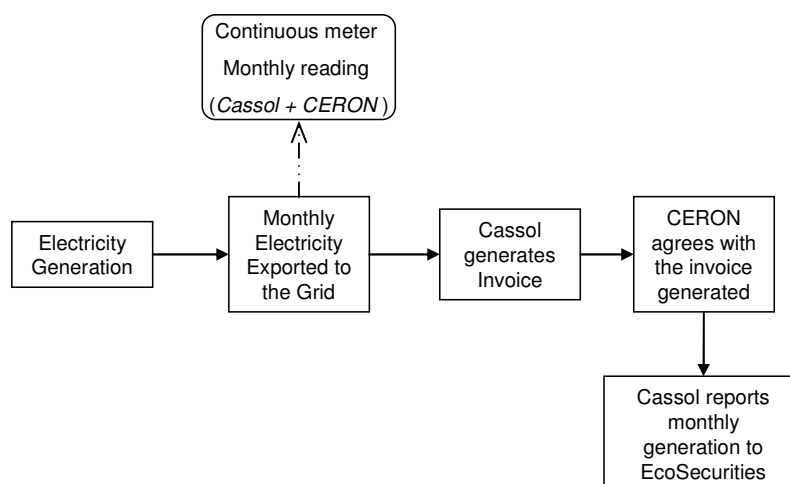 Continuous meter
Monthly reading
(Cassol + CERON )
Electricity
Generation
Monthly
Electricity
Exported to
the Grid
Cassol
generates
Invoice
CERON
agrees with
the invoice
generated
Cassol reports
monthly
generation to
EcoSecurities